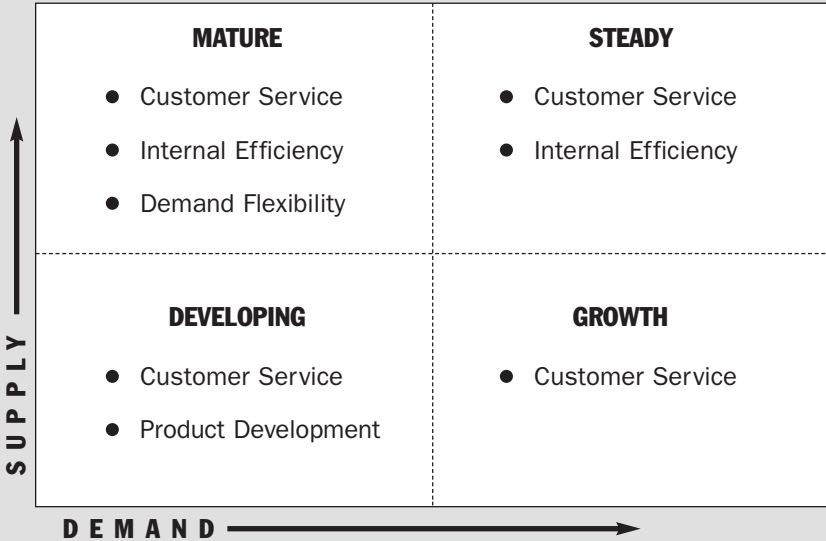 MATURE
● Customer Service
● Internal Efficiency
● Demand Flexibility
STEADY
● Customer Service
● Internal Efficiency
DEVELOPING
● Customer Service
● Product Development
GROWTH
● Customer Service
SUPPLY
DEMAND